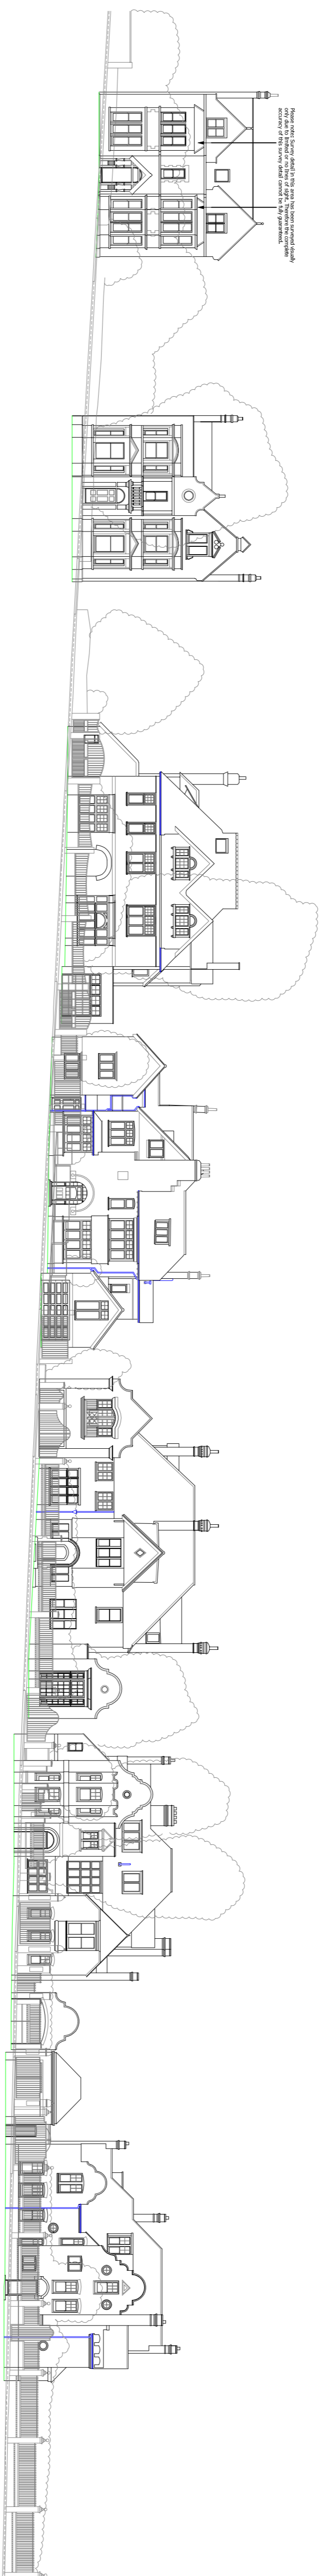 Please note: Survey detail in this area has been surveyed visually
only due to limited or no lines of sight. Therefore the complete
accuracy of this survey detail cannot be fully guaranteed.